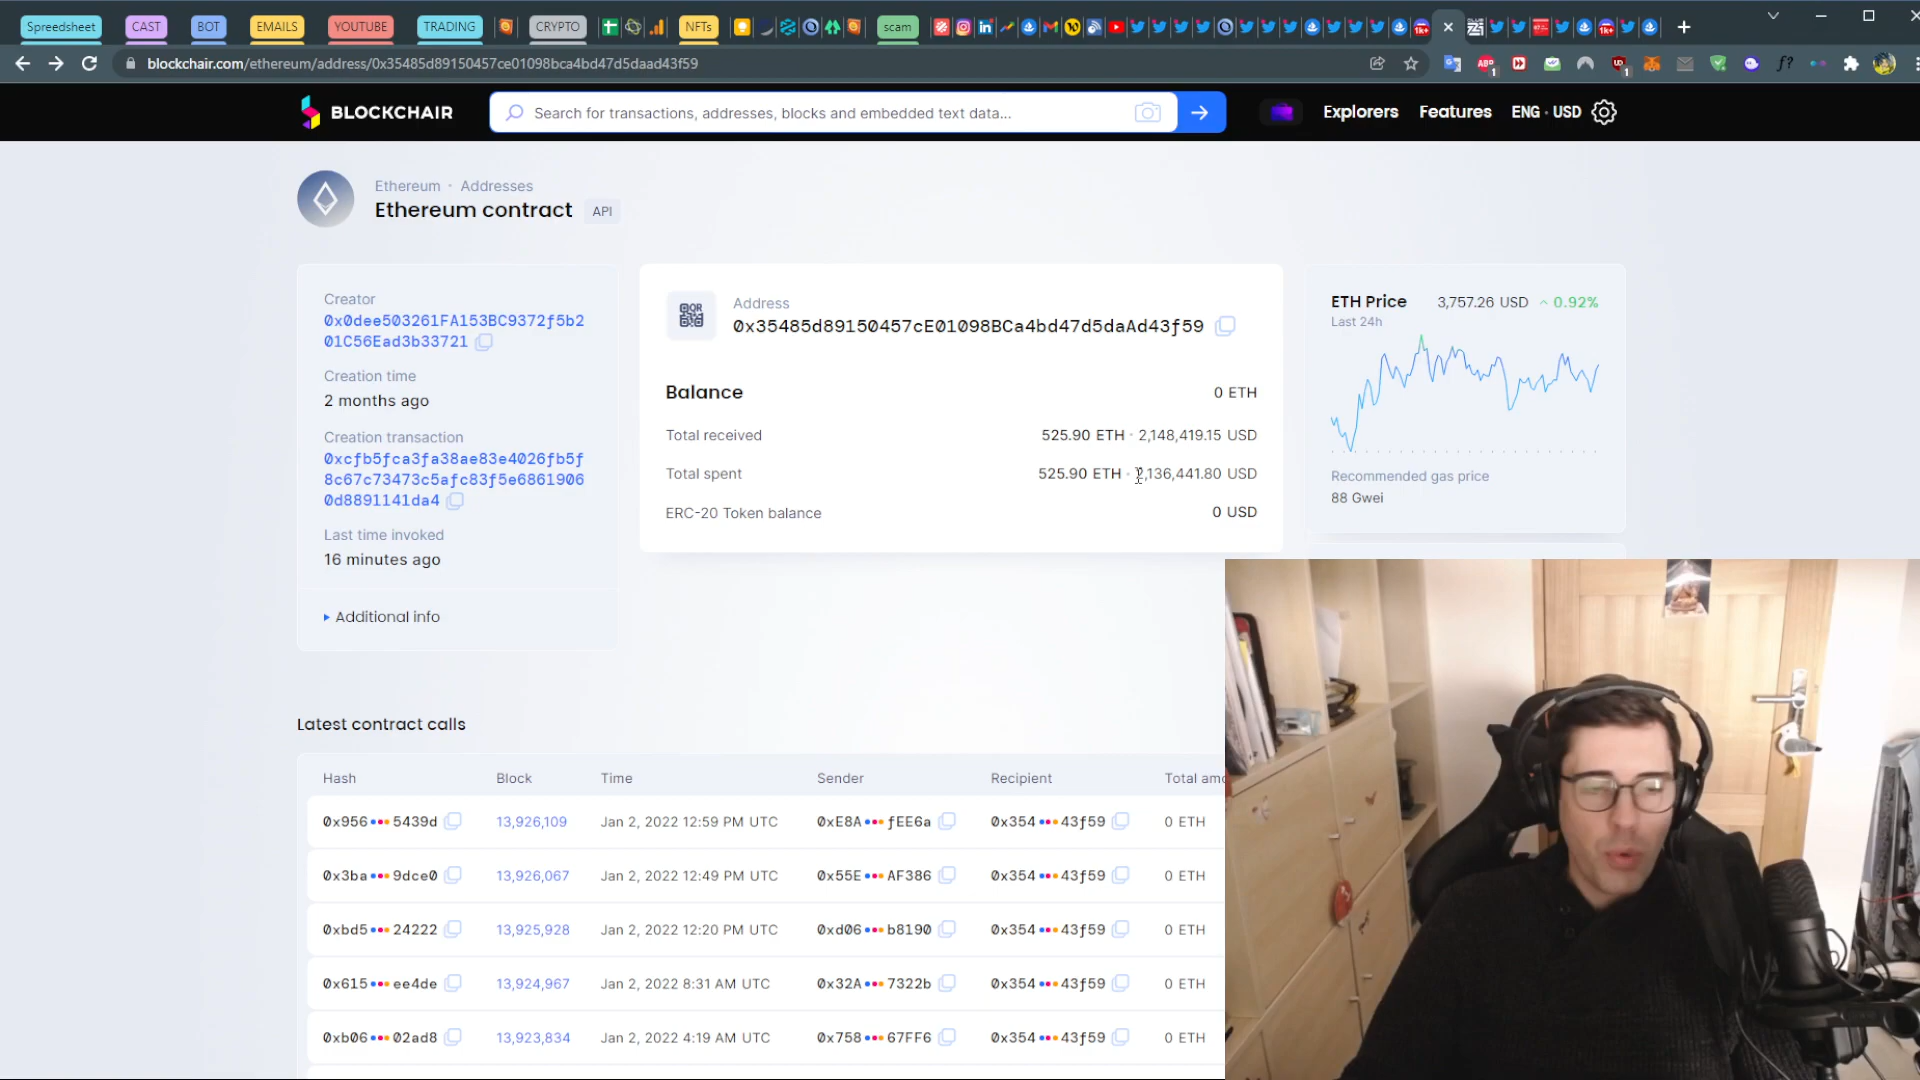 Spreedsheet CAST BOT EMAILS YOUTUBE TRADING CRYPTO NFTs scam
blockchair.com/ethereum/address/0x35485d89150457ce01098bca4bd47d5daad43f59
BLOCKCHAIR
Search for transactions, addresses, blocks and embedded text data...
Explorers Features ENG · USD
Ethereum · Addresses
Ethereum contract API
Creator
0x0dee503261FA153BC9372f5b2
01C56Ead3b33721
Creation time
2 months ago
Creation transaction
0xcfb5fca3fa38ae83e4026fb5f
8c67c73473c5afc83f5e6861906
0d8891141da4
Last time invoked
16 minutes ago
Additional info
Address
0x35485d89150457cE01098BCa4bd47d5daAd43f59
Balance 0 ETH
Total received 525.90 ETH · 2,148,419.15 USD
Total spent 525.90 ETH · 2,136,441.80 USD
ERC-20 Token balance 0 USD
ETH Price 3,757.26 USD 0.92%
Last 24h
Recommended gas price
88 Gwei
Latest contract calls
Hash Block Time Sender Recipient Total amo
0x956•••5439d 13,926,109 Jan 2, 2022 12:59 PM UTC 0xE8A•••fEE6a 0x354•••43f59 0 ETH
0x3ba•••9dce0 13,926,067 Jan 2, 2022 12:49 PM UTC 0x55E•••AF386 0x354•••43f59 0 ETH
0xbd5•••24222 13,925,928 Jan 2, 2022 12:20 PM UTC 0xd06•••b8190 0x354•••43f59 0 ETH
0x615•••ee4de 13,924,967 Jan 2, 2022 8:31 AM UTC 0x32A•••7322b 0x354•••43f59 0 ETH
0xb06•••02ad8 13,923,834 Jan 2, 2022 4:19 AM UTC 0x758•••67FF6 0x354•••43f59 0 ETH